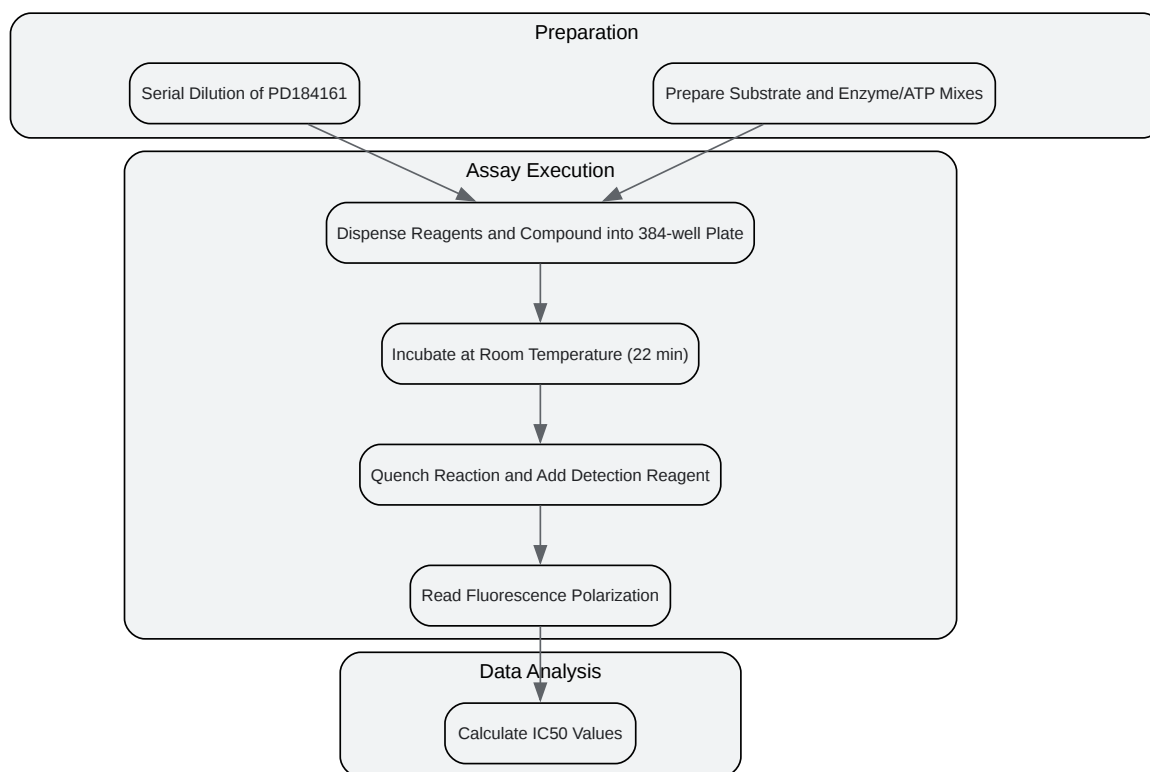 Preparation
Serial Dilution of PD184161
Prepare Substrate and Enzyme/ATP Mixes
Assay Execution
Dispense Reagents and Compound into 384-well Plate
Incubate at Room Temperature (22 min)
Quench Reaction and Add Detection Reagent
Read Fluorescence Polarization
Data Analysis
Calculate IC50 Values